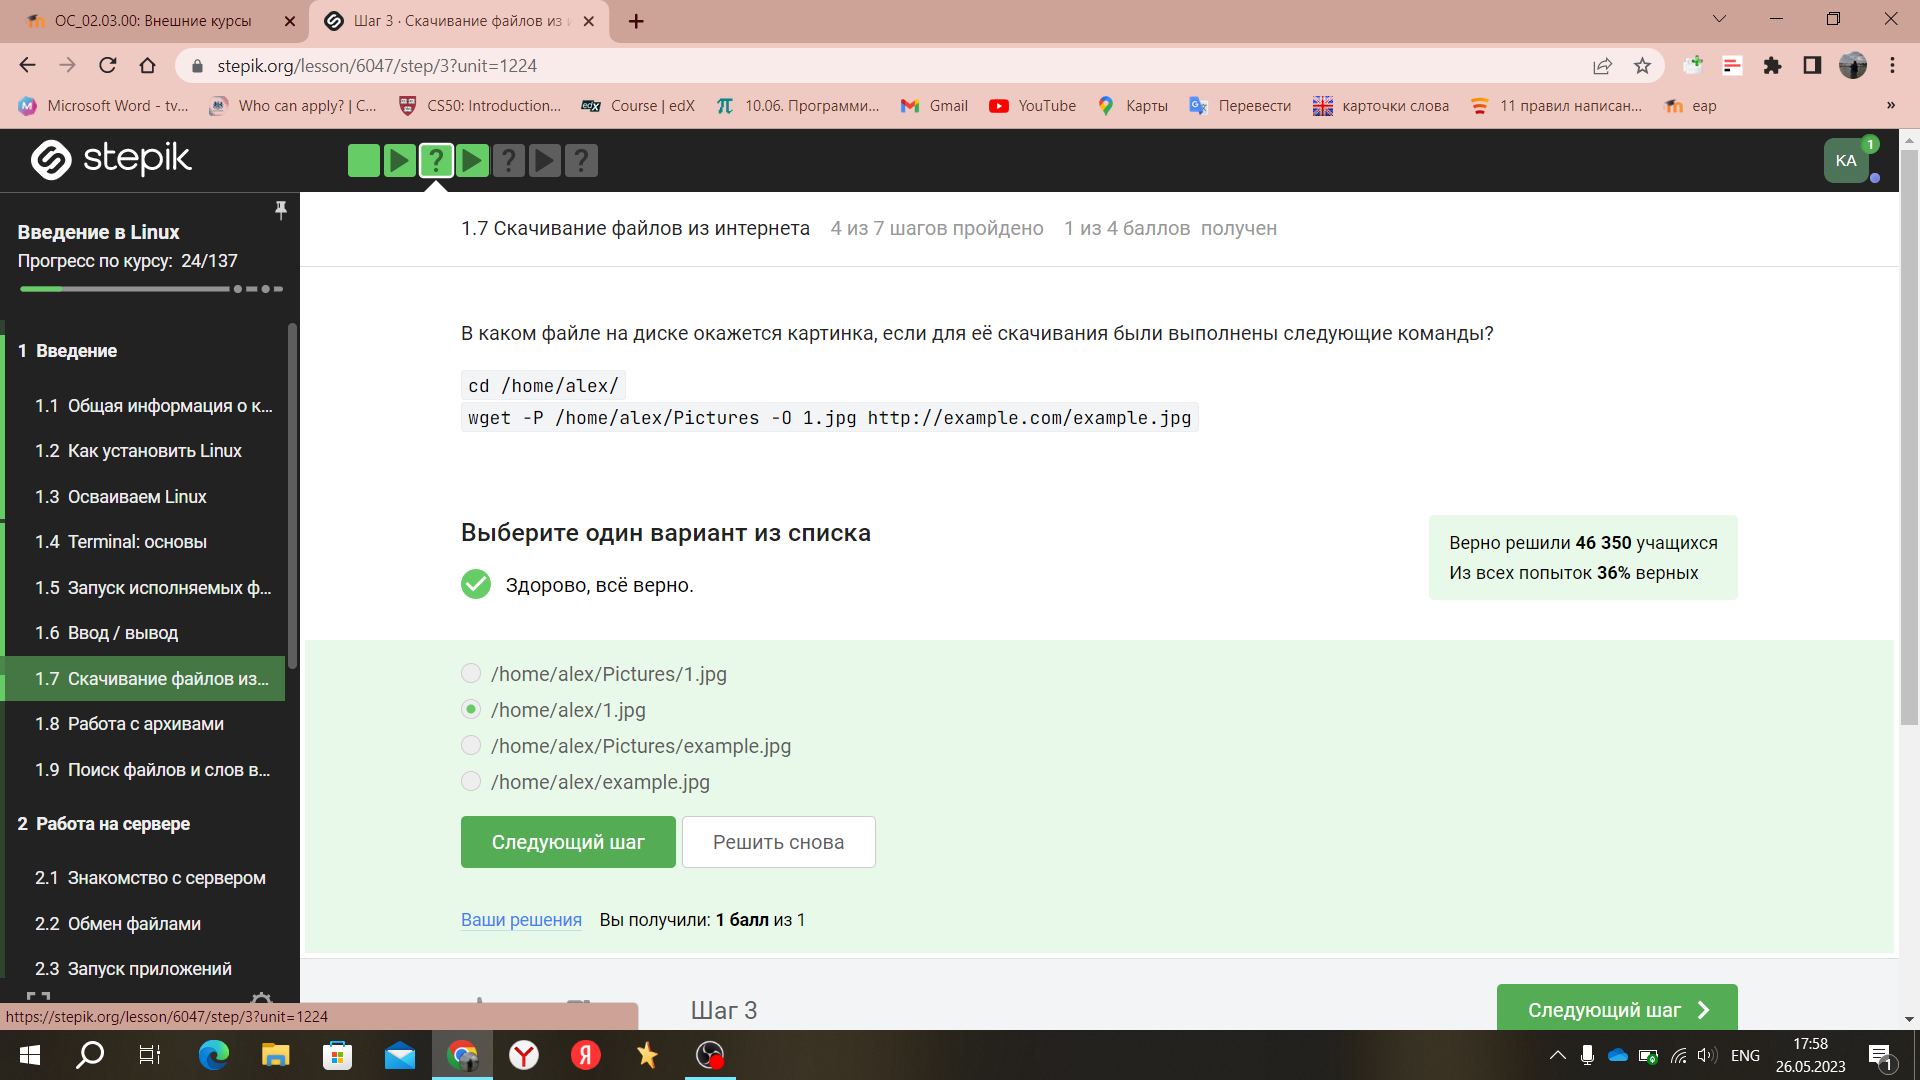 OC_02.03.00: Внешние курсы
Шаг 3 · Скачивание файлов из и
stepik.org/lesson/6047/step/3?unit=1224
Microsoft Word - tv...
Who can apply? | C...
CS50: Introduction...
edX
Course | edX
10.06. Программи...
Gmail
YouTube
Карты
Перевести
карточки слова
11 правил написан...
eap
»
stepik
KA
1
Введение в Linux
Прогресс по курсу: 24/137
1 Введение
1.1 Общая информация о к...
1.2 Как установить Linux
1.3 Осваиваем Linux
1.4 Terminal: основы
1.5 Запуск исполняемых ф...
1.6 Ввод / вывод
1.7 Скачивание файлов из...
1.8 Работа с архивами
1.9 Поиск файлов и слов в...
2 Работа на сервере
2.1 Знакомство с сервером
2.2 Обмен файлами
2.3 Запуск приложений
1.7 Скачивание файлов из интернета 4 из 7 шагов пройдено 1 из 4 баллов получен
В каком файле на диске окажется картинка, если для её скачивания были выполнены следующие команды?
cd /home/alex/
wget -P /home/alex/Pictures -O 1.jpg http://example.com/example.jpg
Выберите один вариант из списка
Здорово, всё верно.
Верно решили 46 350 учащихся
Из всех попыток 36% верных
/home/alex/Pictures/1.jpg
/home/alex/1.jpg
/home/alex/Pictures/example.jpg
/home/alex/example.jpg
Следующий шаг
Решить снова
Ваши решения Вы получили: 1 балл из 1
Шаг 3
Следующий шаг
https://stepik.org/lesson/6047/step/3?unit=1224
Y
Я
ENG
17:58
26.05.2023
1